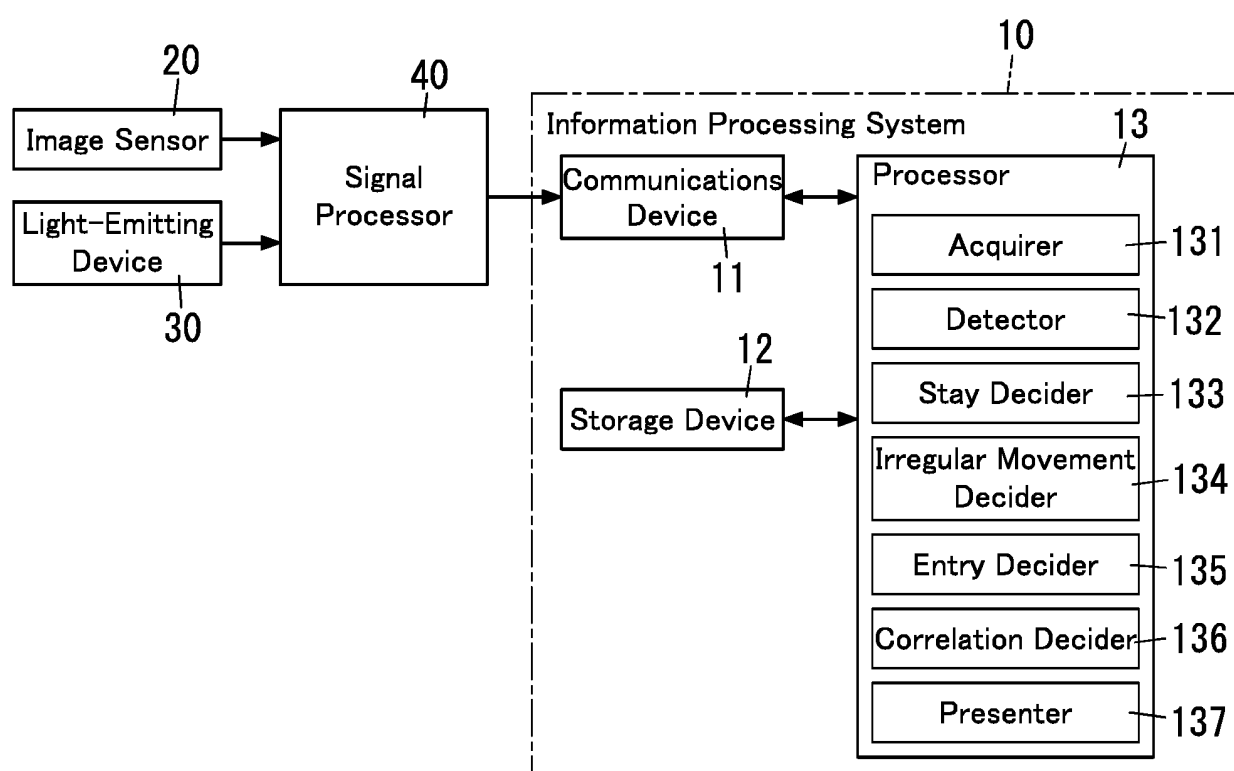 10
20
40
Information Processing System
13
Image Sensor
Signal
Processor
Communications
Device
Processor
Light-Emitting
Device
11
Acquirer
131
30
Detector
132
12
Storage Device
Stay Decider
133
Irregular Movement
Decider
134
Entry Decider
135
Correlation Decider
136
Presenter
137